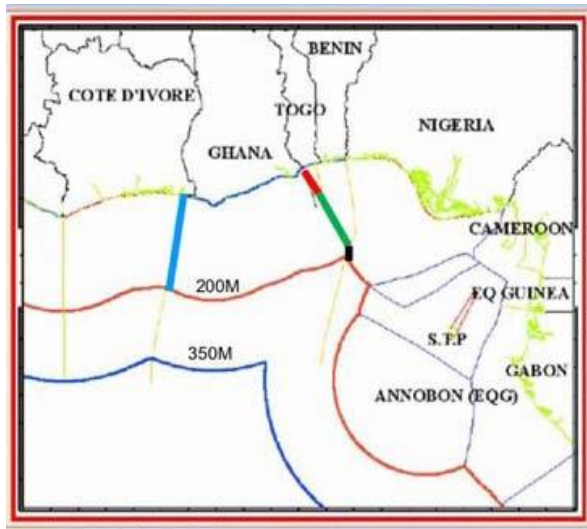 BENIN
COTE D'IVORE
TOGO
NIGERIA
GHANA
CAMEROON
200M
EQ GUINEA
S.T.P
350M
GABON
ANNOBON (EQG)